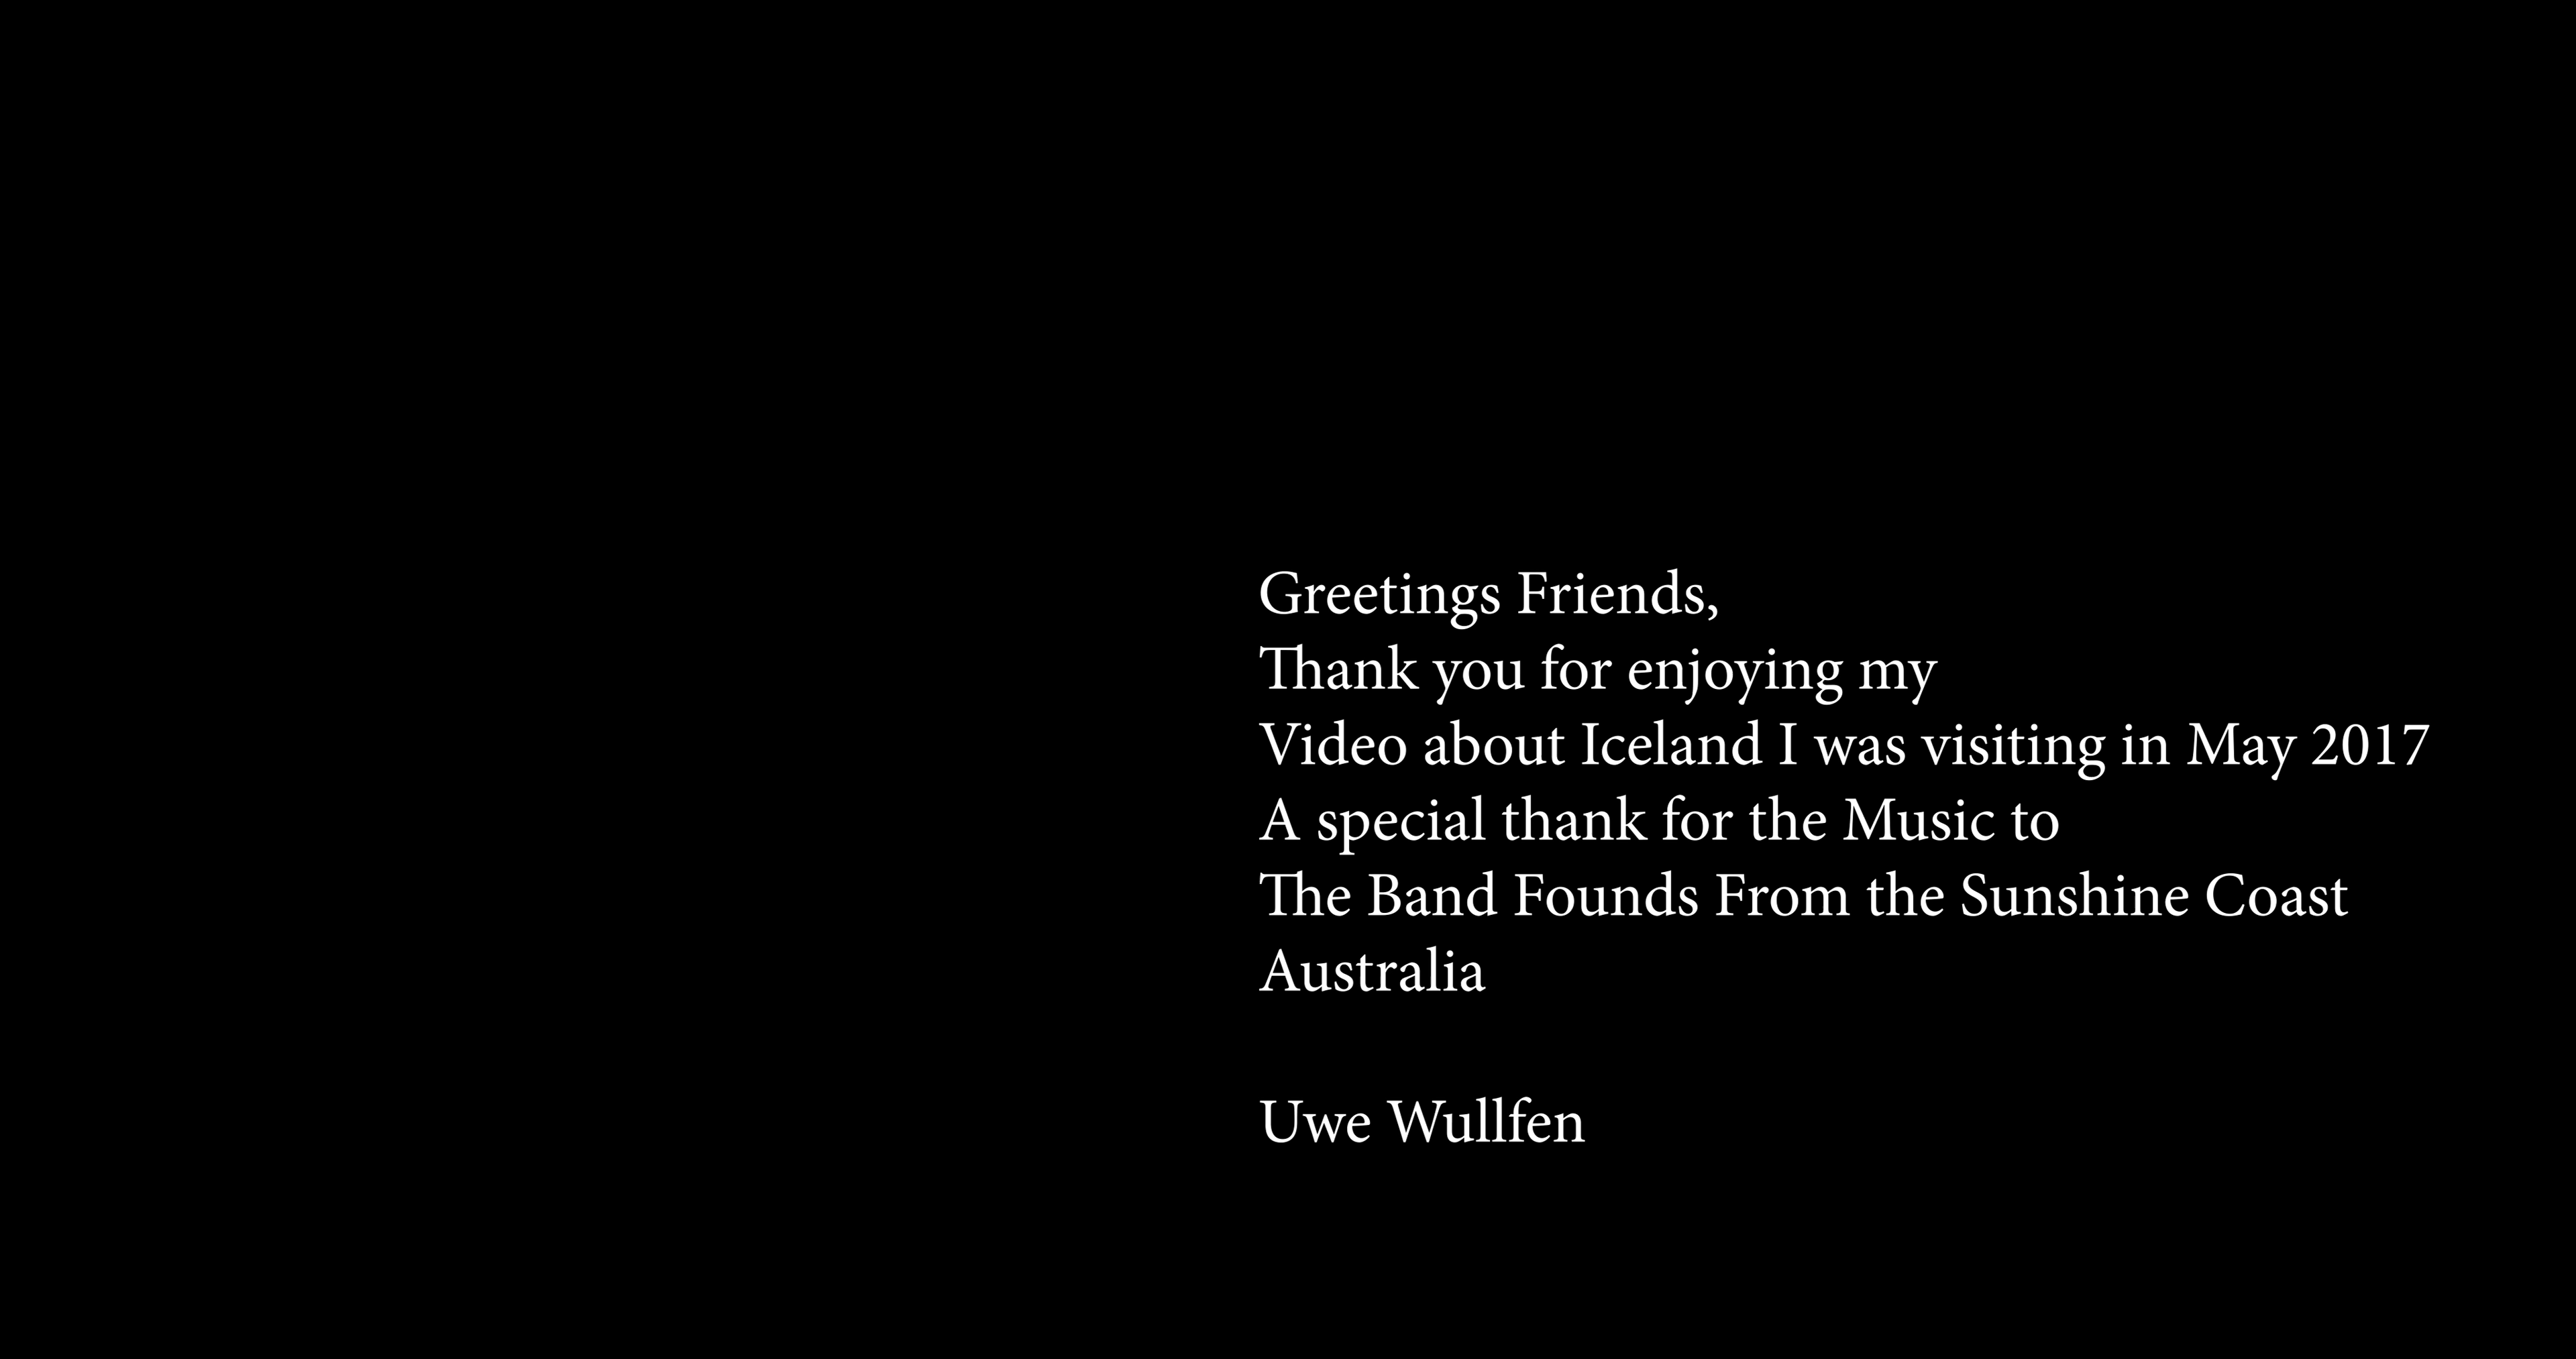 Greetings Friends,
Thank you for enjoying my
Video about Iceland I was visiting in May 2017
A special thank for the Music to
The Band Founds From the Sunshine Coast
Australia
Uwe Wullfen